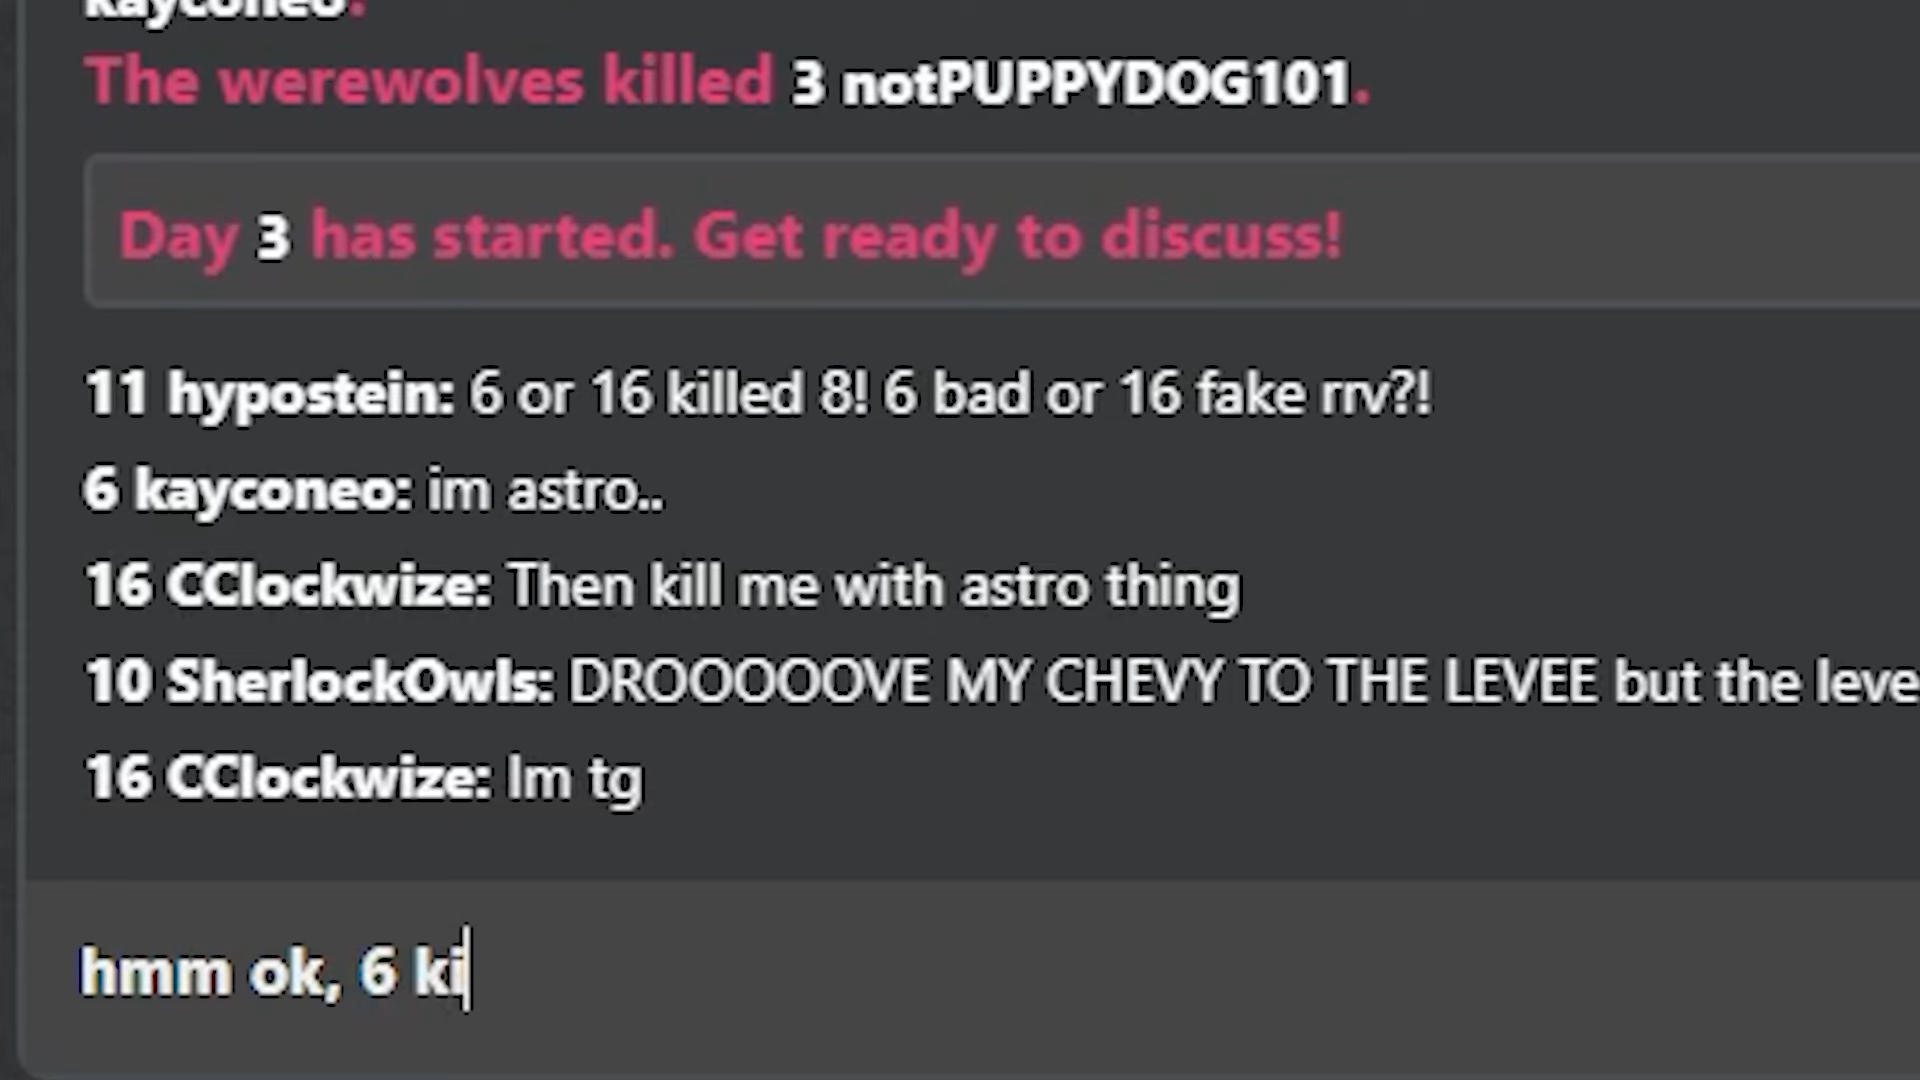 kayconeo.
The werewolves killed 3 notPUPPYDOG101.
Day 3 has started. Get ready to discuss!
11 hypostein: 6 or 16 killed 8! 6 bad or 16 fake rrv?!
6 kayconeo: im astro..
16 CClockwize: Then kill me with astro thing
10 SherlockOwls: DROOOOOVE MY CHEVY TO THE LEVEE but the leve
16 CClockwize: Im tg
hmm ok, 6 ki